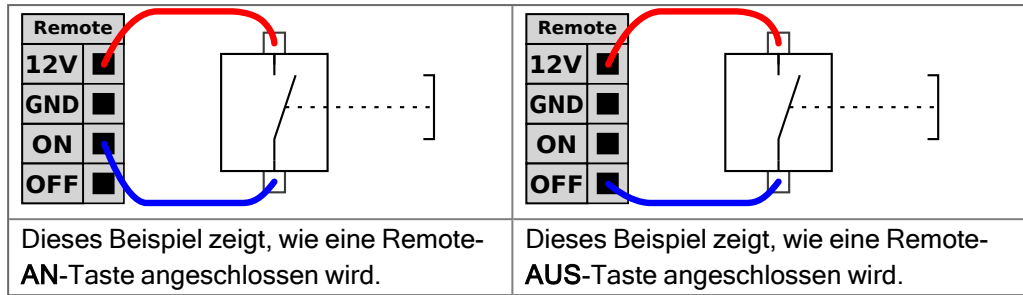 Remote
12V
GND
ON
OFF
Dieses Beispiel zeigt, wie eine Remote-
AN-Taste angeschlossen wird.
Remote
12V
GND
ON
OFF
Dieses Beispiel zeigt, wie eine Remote-
AUS-Taste angeschlossen wird.